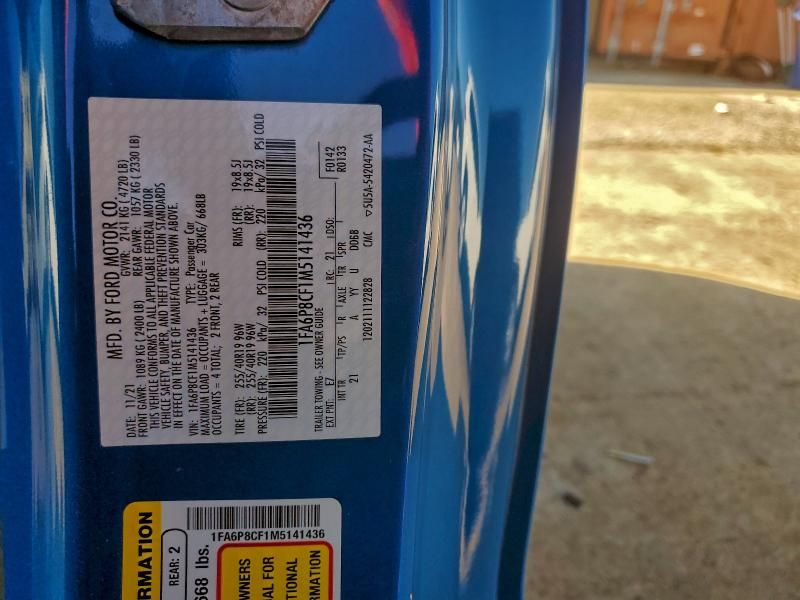 MFD. BY FORD MOTOR CO.
DATE: 11/21 GVWR: 2141 KG (4720 LB)
FRONT GAWR: 1089 KG (2400 LB) REAR GAWR: 1057 KG (2330 LB)
THIS VEHICLE CONFORMS TO ALL APPLICABLE FEDERAL MOTOR
VEHICLE SAFETY, BUMPER, AND THEFT PREVENTION STANDARDS
IN EFFECT ON THE DATE OF MANUFACTURE SHOWN ABOVE.
VIN: 1FA6P8CF1M5141436 TYPE: Passenger Car
MAXIMUM LOAD = OCCUPANTS + LUGGAGE = 303KG/ 668LB
OCCUPANTS = 4 TOTAL; 2 FRONT, 2 REAR
TIRE (FR): 255/40R19 96W RIMS (FR): 19x8.5J
(RR): 255/40R19 96W (RR): 19x8.5J
PRESSURE (FR): 220 kPa/ 32 PSI COLD (RR): 220 kPa/ 32 PSI COLD
1FA6P8CF1M5141436
TRAILER TOWING - SEE OWNER GUIDE F0142
EXT PNT: E7 RC: 21 DSO: R0133
INT TR TP/PS R AXLE TR SPR
21 A YY U D06B
1202111122828 CMC ▽5U5A-5420472-AA
RMATION
REAR: 2
668 lbs.
1FA6P8CF1M5141436
OWNERS
AL FOR
TIONAL
RMATION